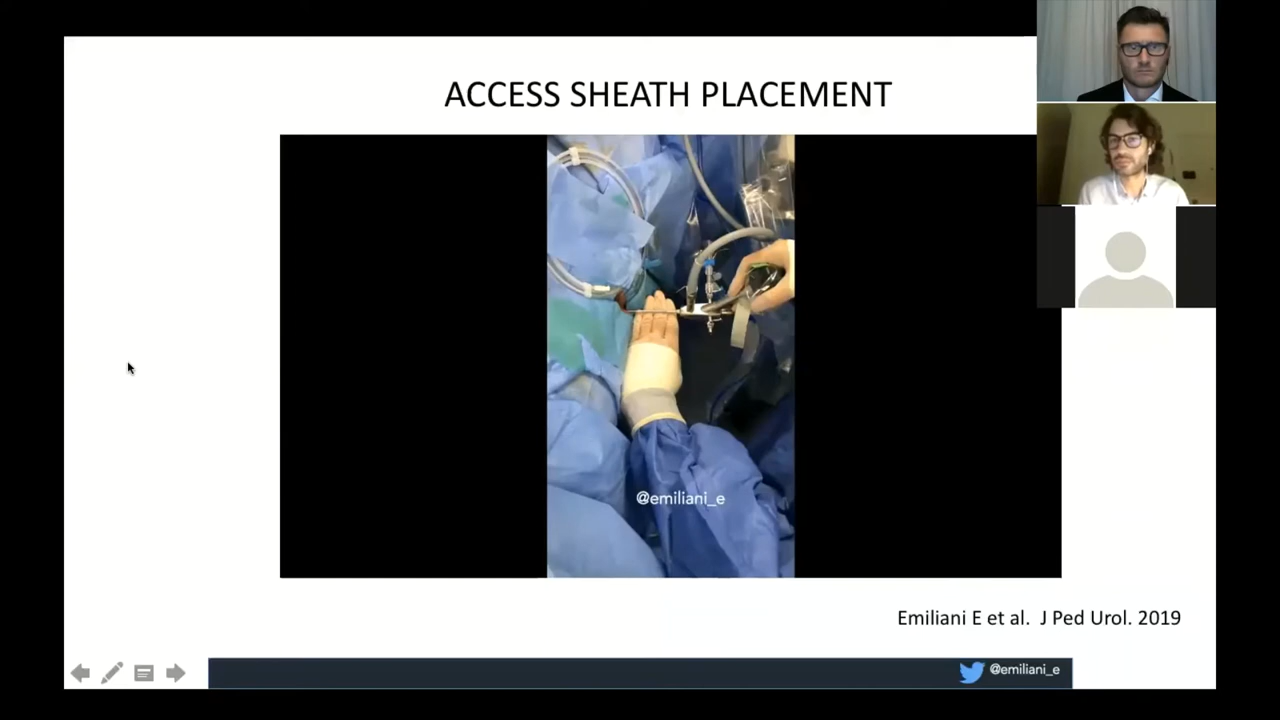 ACCESS SHEATH PLACEMENT
@emiliani_e
Emiliani E et al. J Ped Urol. 2019
@emiliani_e